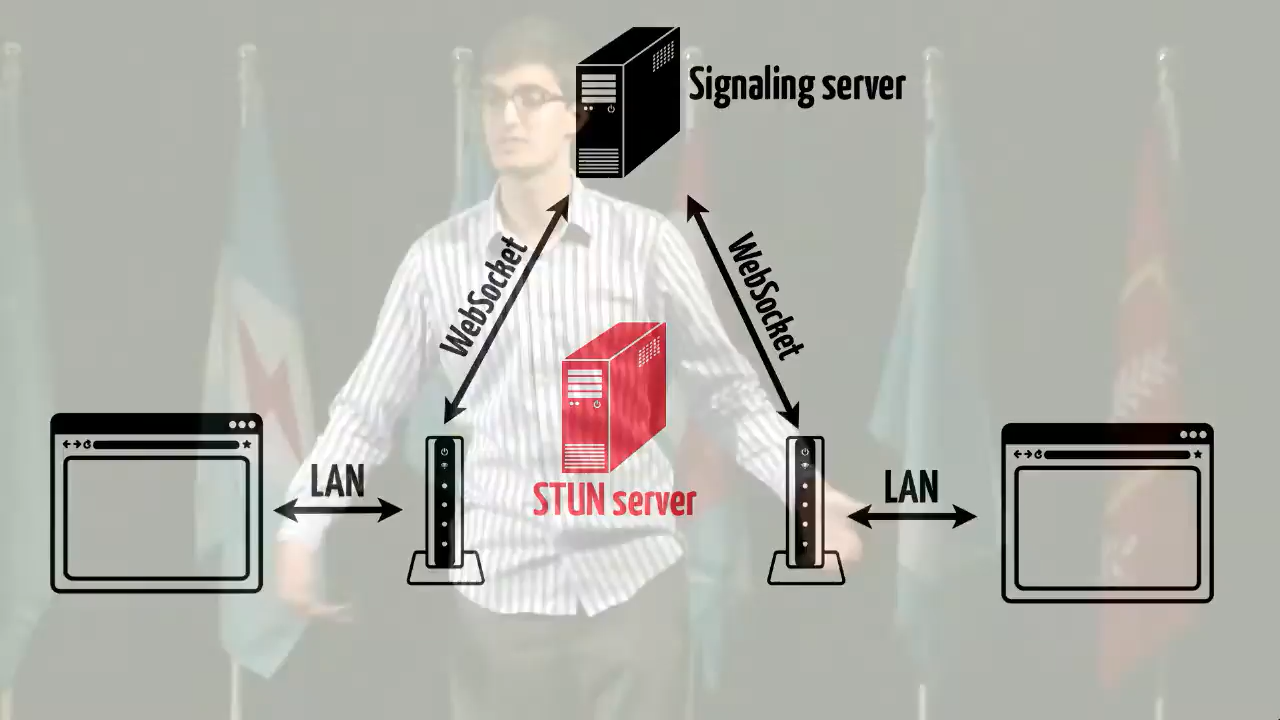 Signaling server
WebSocket
WebSocket
STUN server
LAN
LAN